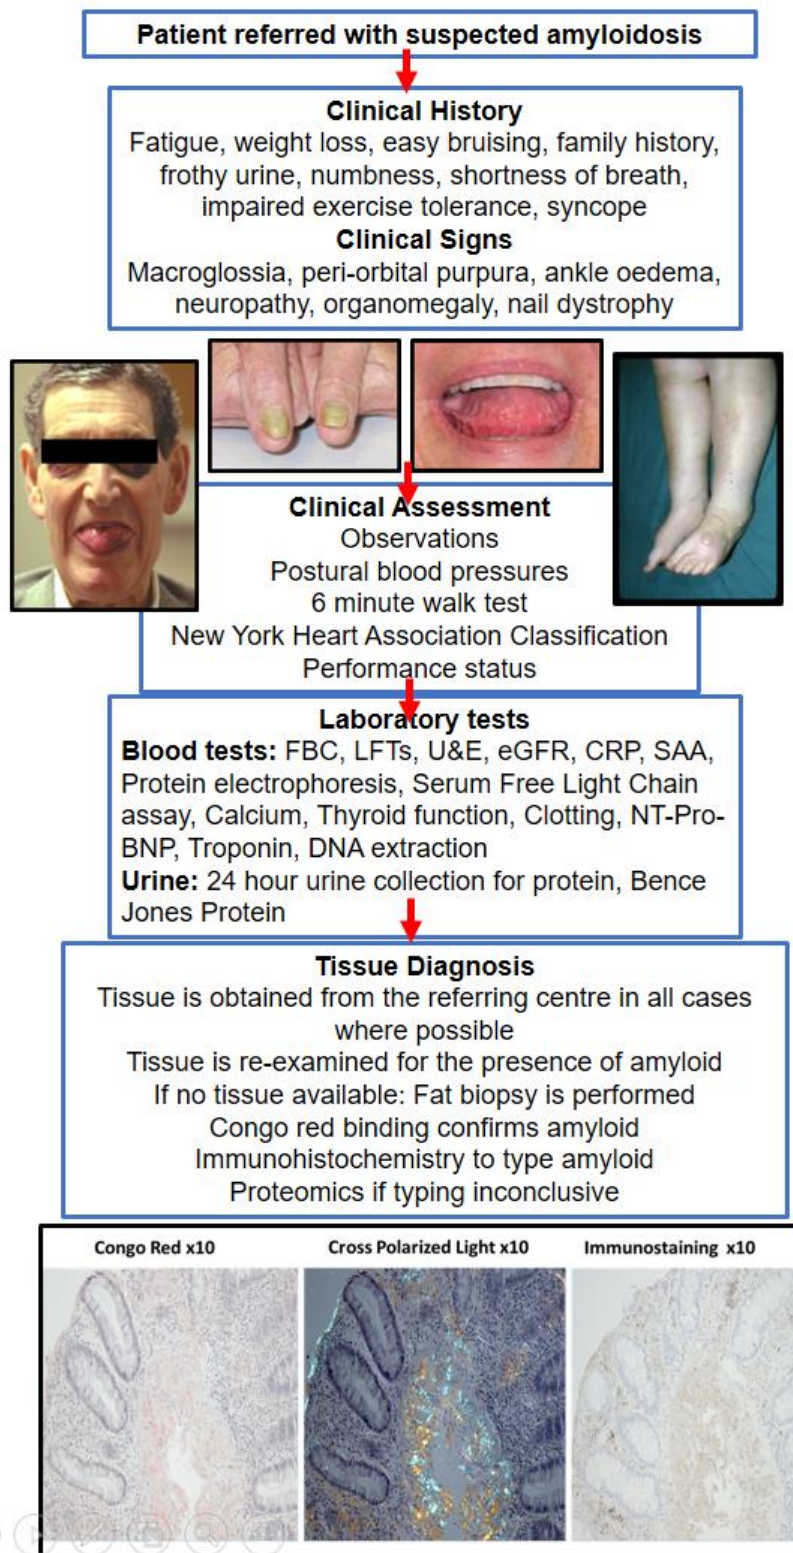 Patient referred with suspected amyloidosis
Clinical History
Fatigue, weight loss, easy bruising, family history,
frothy urine, numbness, shortness of breath,
impaired exercise tolerance, syncope
Clinical Signs
Macroglossia, peri-orbital purpura, ankle oedema,
neuropathy, organomegaly, nail dystrophy
Clinical Assessment
Observations
Postural blood pressures
6 minute walk test
New York Heart Association Classification
Performance status
Laboratory tests
Blood tests: FBC, LFTs, U&E, eGFR, CRP, SAA,
Protein electrophoresis, Serum Free Light Chain
assay, Calcium, Thyroid function, Clotting, NT-Pro-
BNP, Troponin, DNA extraction
Urine: 24 hour urine collection for protein, Bence
Jones Protein
Tissue Diagnosis
Tissue is obtained from the referring centre in all cases
where possible
Tissue is re-examined for the presence of amyloid
If no tissue available: Fat biopsy is performed
Congo red binding confirms amyloid
Immunohistochemistry to type amyloid
Proteomics if typing inconclusive
Congo Red x10
Cross Polarized Light x10
Immunostaining x10